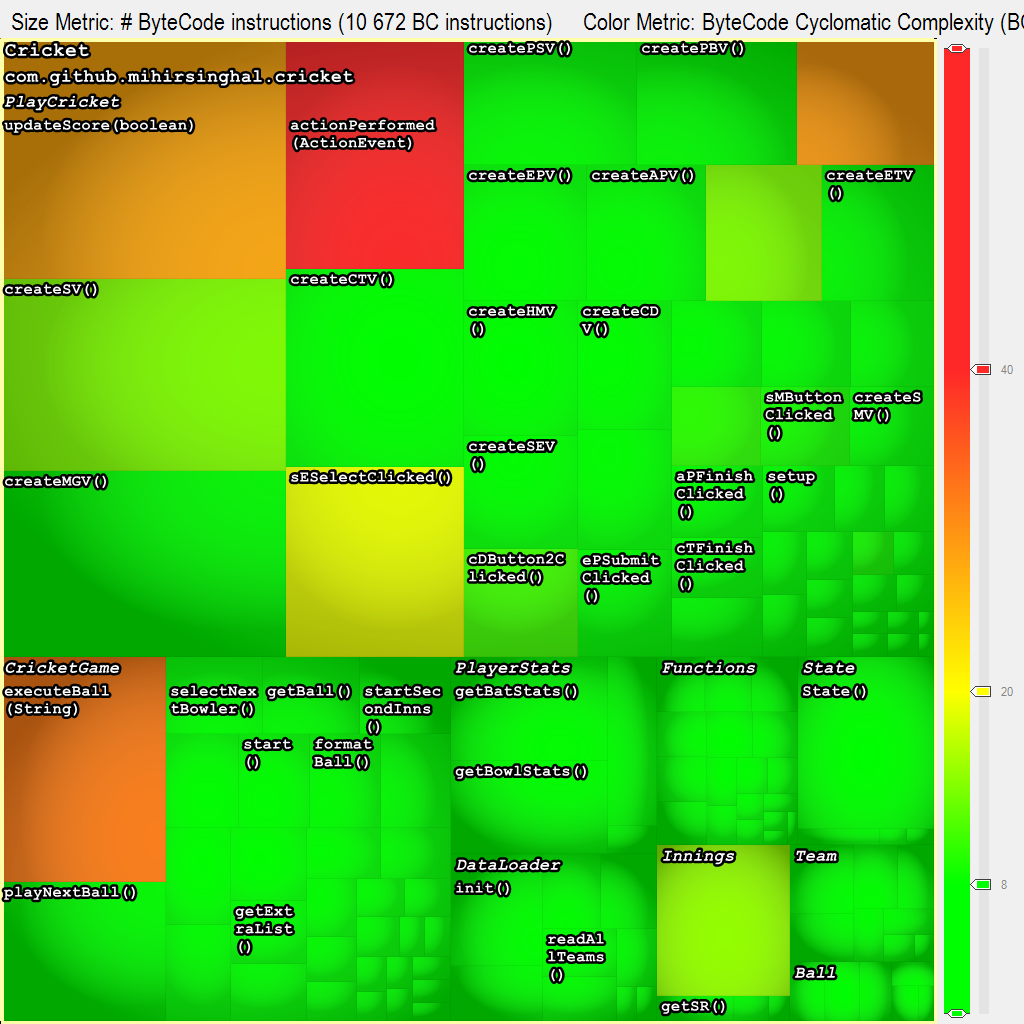 Size Metric: # ByteCode instructions (10 672 BC instructions)
Color Metric: ByteCode Cyclomatic Complexity (BC
Cricket
com.github.mihirsinghal.cricket
PlayCricket
updateScore(boolean)
actionPerformed
(ActionEvent)
createPSV()
createPBV()
createEPV()
createAPV()
createETV
()
createSV()
createCTV()
createHMV
()
createCD
V()
sMButton
Clicked
()
createS
MV()
createSEV
()
createMGV()
sESelectClicked()
aPFinish
Clicked
()
setup
()
cDButton2C
licked()
ePSubmit
Clicked
()
cTFinish
Clicked
()
CricketGame
executeBall
(String)
selectNex
tBowler()
getBall()
startSec
ondInns
()
start
()
format
Ball()
playNextBall()
getExt
raList
()
PlayerStats
getBatStats()
getBowlStats()
Functions
State
State()
DataLoader
init()
readAl
lTeams
()
Innings
getSR()
Team
Ball
40
20
8